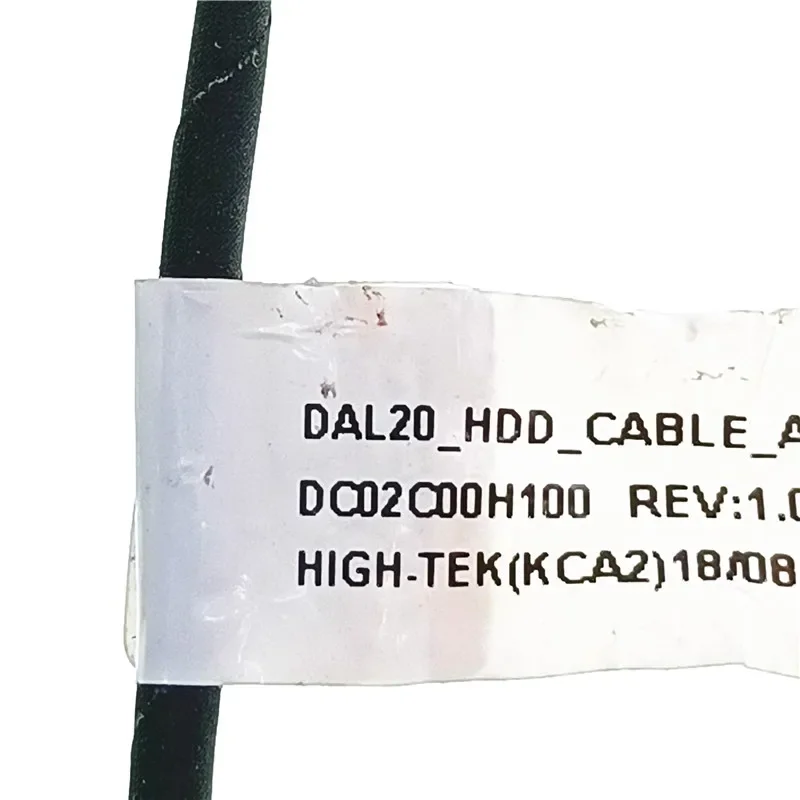 DAL20_HDD_CABLE_A
DC02C00H100 REV:1.0
HIGH-TEK(KCA2)18/08